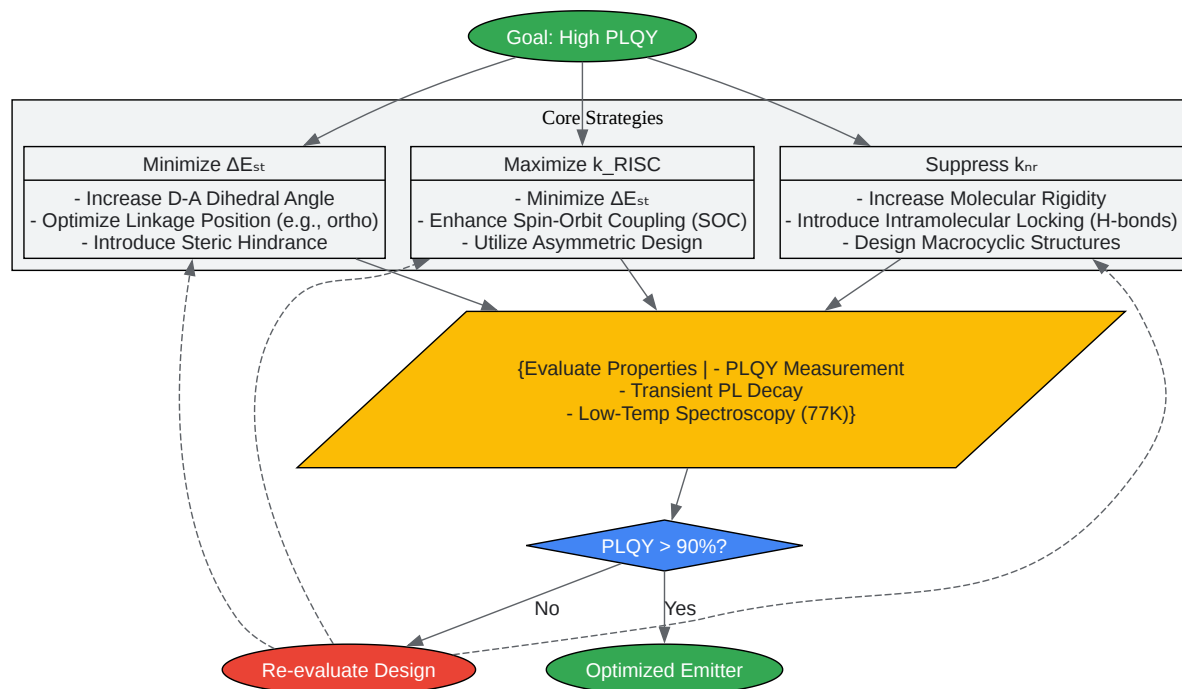 Goal: High PLQY
Core Strategies
Minimize ΔEₛₜ
- Increase D-A Dihedral Angle
- Optimize Linkage Position (e.g., ortho)
- Introduce Steric Hindrance
Maximize k_RISC
- Minimize ΔEₛₜ
- Enhance Spin-Orbit Coupling (SOC)
- Utilize Asymmetric Design
Suppress kₙᵣ
- Increase Molecular Rigidity
- Introduce Intramolecular Locking (H-bonds)
- Design Macrocyclic Structures
{Evaluate Properties | - PLQY Measurement
- Transient PL Decay
- Low-Temp Spectroscopy (77K)}
PLQY > 90%?
No
Yes
Re-evaluate Design
Optimized Emitter